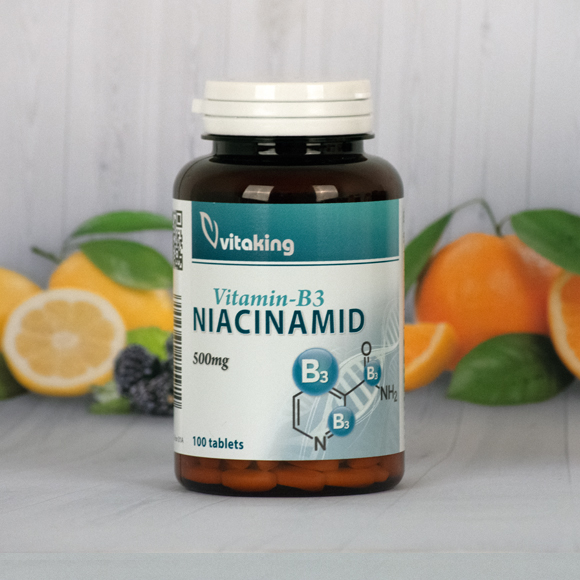 vitaking
Vitamin-B3
NIACINAMID
500mg
B3
O
B3
NH2
B3
N
100 tablets